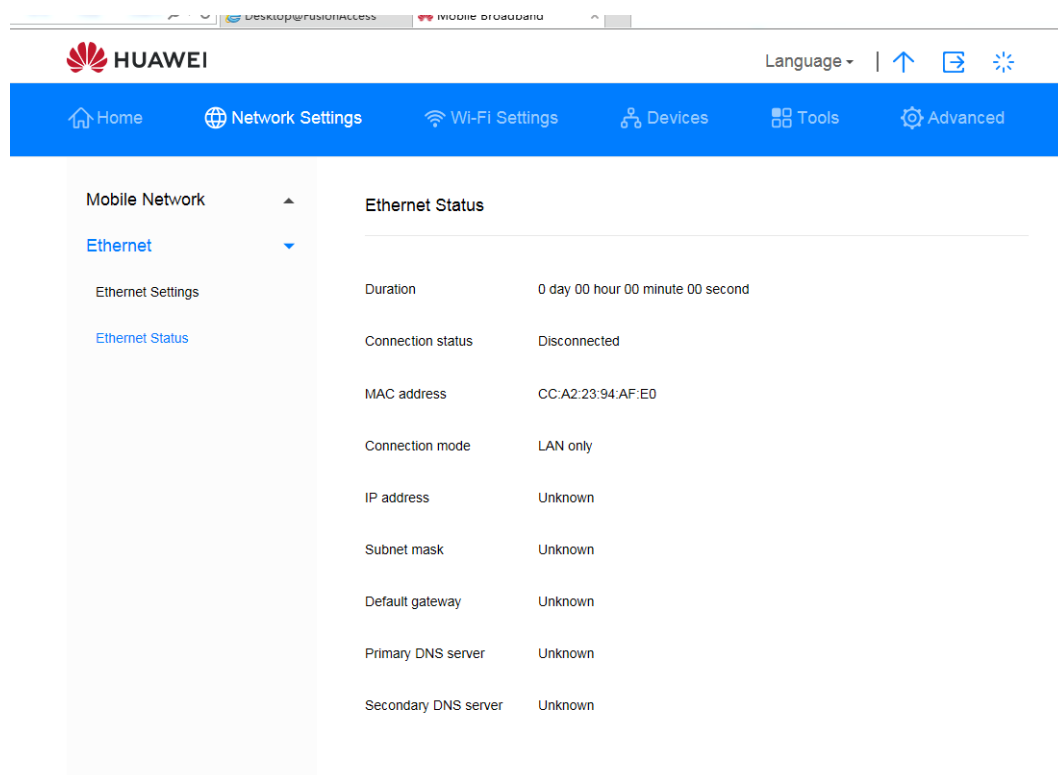 Desktop@FusionAccess Mobile Broadband
HUAWEI Language
Home Network Settings Wi-Fi Settings Devices Tools Advanced
Mobile Network
Ethernet
Ethernet Settings
Ethernet Status
Ethernet Status
Duration 0 day 00 hour 00 minute 00 second
Connection status Disconnected
MAC address CC:A2:23:94:AF:E0
Connection mode LAN only
IP address Unknown
Subnet mask Unknown
Default gateway Unknown
Primary DNS server Unknown
Secondary DNS server Unknown